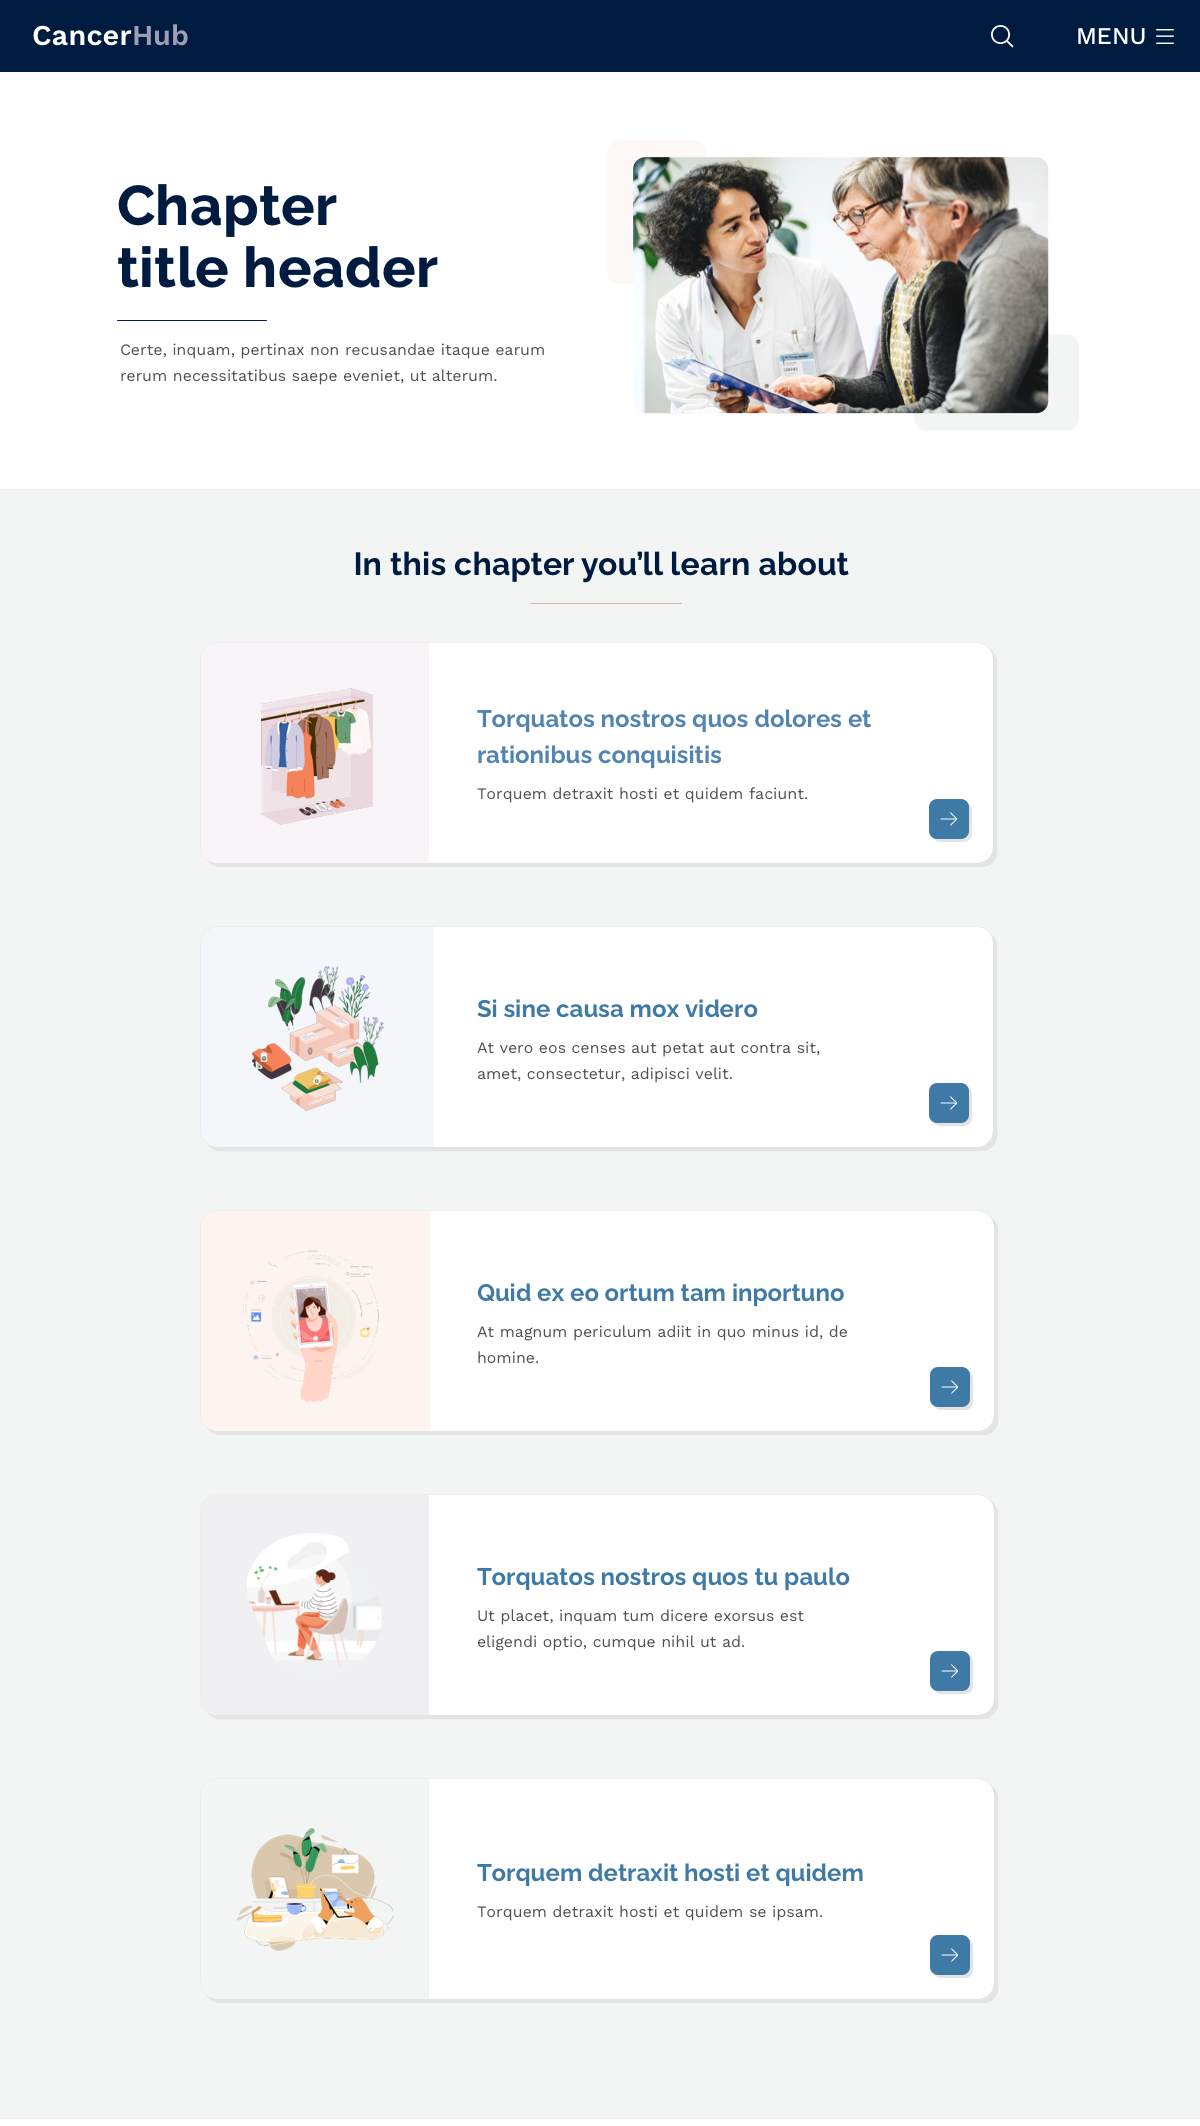 CancerHub
MENU
Chapter
title header
Certe, inquam, pertinax non recusandae itaque earum
rerum necessitatibus saepe eveniet, ut alterum.
In this chapter you’ll learn about
Torquatos nostros quos dolores et
rationibus conquisitis
Torquem detraxit hosti et quidem faciunt.
Si sine causa mox videro
At vero eos censes aut petat aut contra sit,
amet, consectetur, adipisci velit.
Quid ex eo ortum tam inportuno
At magnum periculum adiit in quo minus id, de
homine.
Torquatos nostros quos tu paulo
Ut placet, inquam tum dicere exorsus est
eligendi optio, cumque nihil ut ad.
Torquem detraxit hosti et quidem
Torquem detraxit hosti et quidem se ipsam.